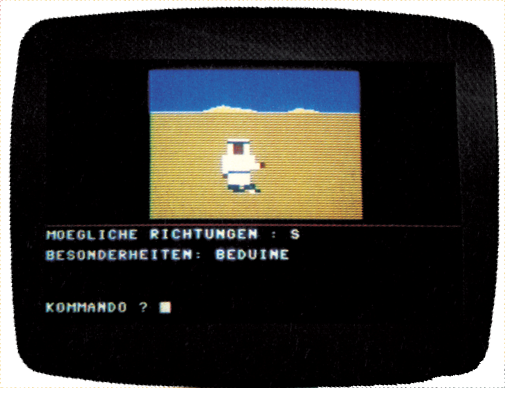 MOEGLICHE RICHTUNGEN : S
BESONDERHEITEN: BEDUINE
KOMMANDO ?